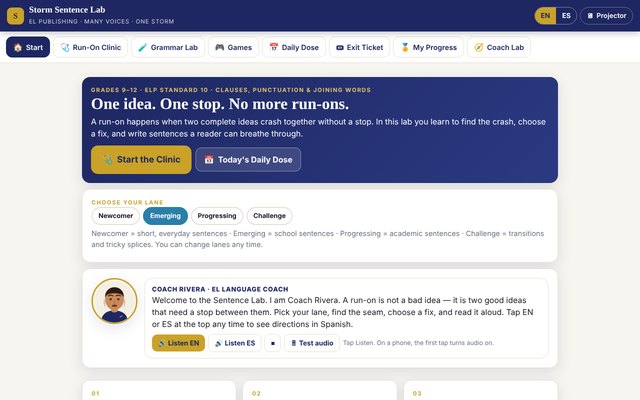 S
Storm Sentence Lab
EL PUBLISHING · MANY VOICES · ONE STORM
EN ES
Projector
Start
Run-On Clinic
Grammar Lab
Games
Daily Dose
Exit Ticket
My Progress
Coach Lab
GRADES 9–12 · ELP STANDARD 10 · CLAUSES, PUNCTUATION & JOINING WORDS
One idea. One stop. No more run-ons.
A run-on happens when two complete ideas crash together without a stop. In this lab you learn to find the crash, choose
a fix, and write sentences a reader can breathe through.
Start the Clinic
Today's Daily Dose
CHOOSE YOUR LANE
Newcomer
Emerging
Progressing
Challenge
Newcomer = short, everyday sentences · Emerging = school sentences · Progressing = academic sentences · Challenge = transitions
and tricky splices. You can change lanes any time.
COACH RIVERA · EL LANGUAGE COACH
Welcome to the Sentence Lab. I am Coach Rivera. A run-on is not a bad idea — it is two good ideas
that need a stop between them. Pick your lane, find the seam, choose a fix, and read it aloud. Tap EN
or ES at the top any time to see directions in Spanish.
Listen EN
Listen ES
Test audio
Tap Listen. On a phone, the first tap turns audio on.
01
02
03